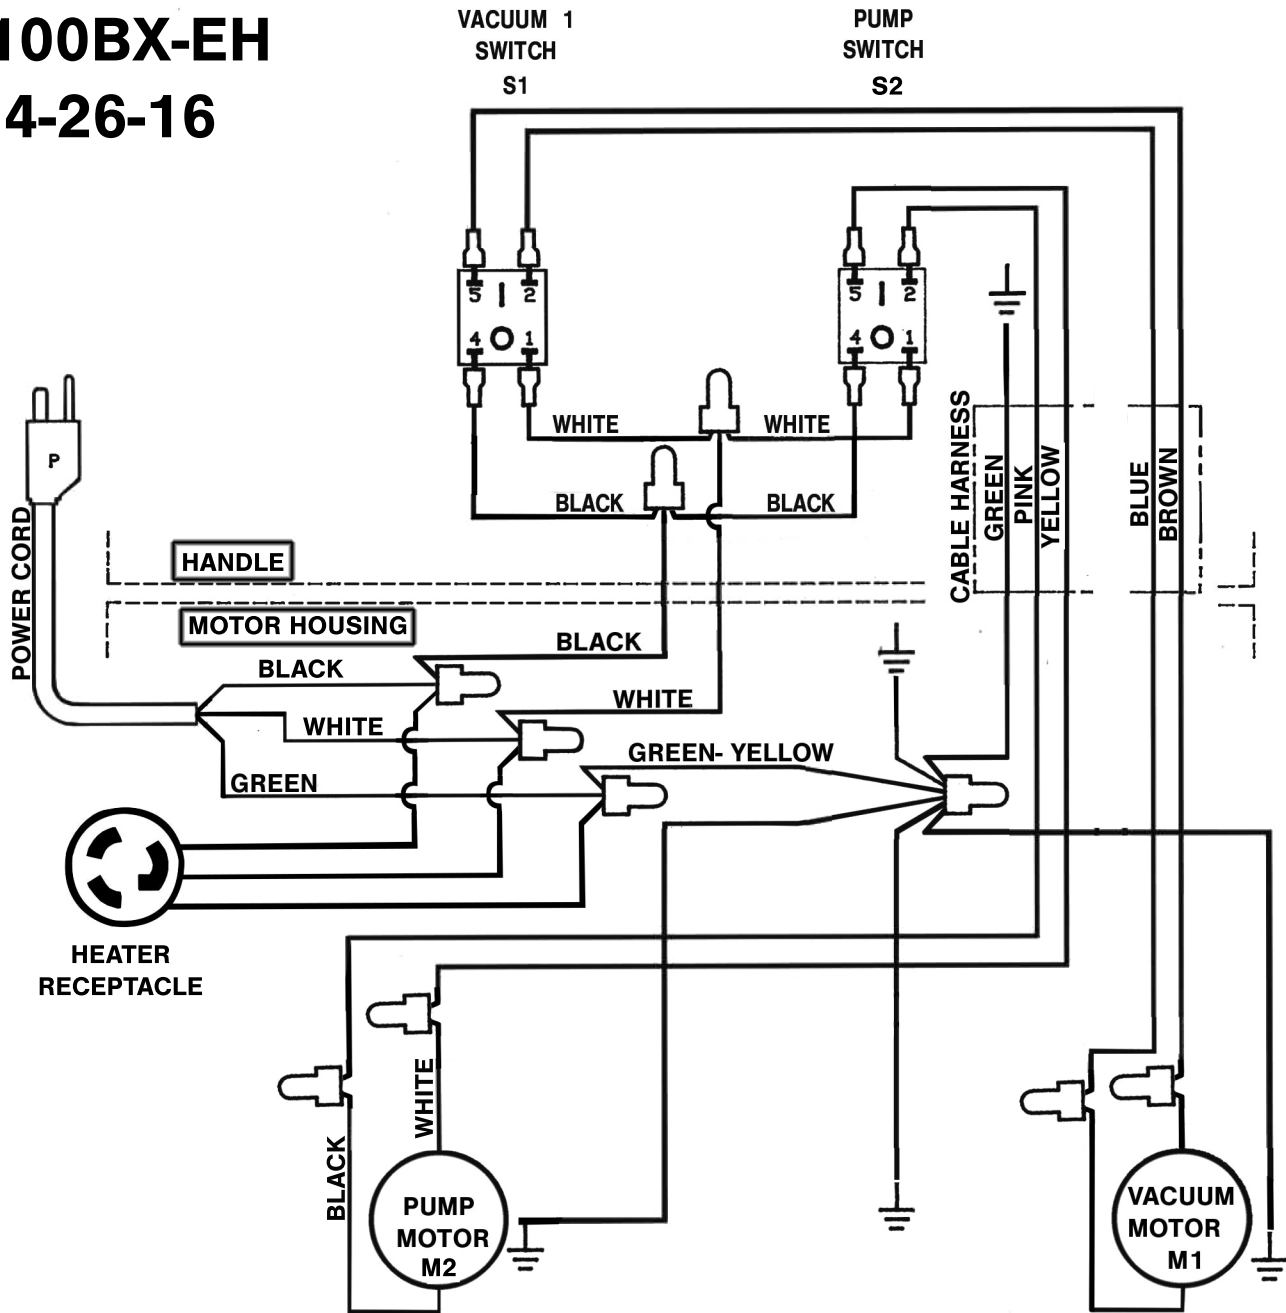 100BX-EH
4-26-16
VACUUM 1
SWITCH
S1
PUMP
SWITCH
S2
5 2
4 1
5 2
4 1
P
POWER CORD
WHITE
WHITE
BLACK
BLACK
CABLE HARNESS
GREEN
PINK
YELLOW
BLUE
BROWN
HANDLE
MOTOR HOUSING
BLACK
BLACK
WHITE
WHITE
GREEN- YELLOW
GREEN
HEATER
RECEPTACLE
WHITE
BLACK
PUMP
MOTOR
M2
VACUUM
MOTOR
M1